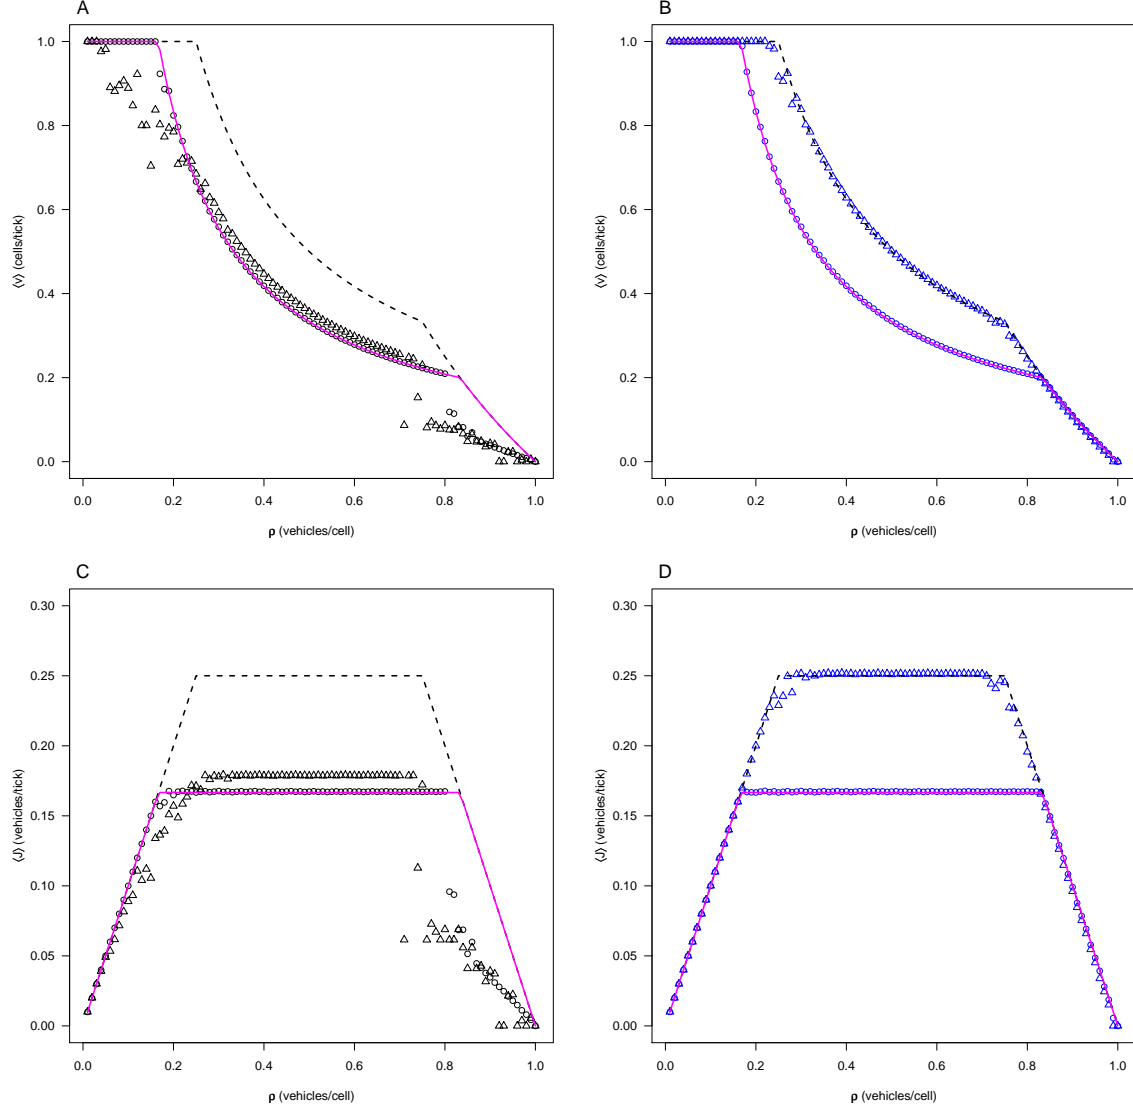 A
B
1.0
0.8
0.6
0.4
0.2
0.0
⟨v⟩ (cells/tick)
0.0 0.2 0.4 0.6 0.8 1.0
ρ (vehicles/cell)
1.0
0.8
0.6
0.4
0.2
0.0
⟨v⟩ (cells/tick)
0.0 0.2 0.4 0.6 0.8 1.0
ρ (vehicles/cell)
C
D
0.30
0.25
0.20
0.15
0.10
0.05
0.00
⟨J⟩ (vehicles/tick)
0.0 0.2 0.4 0.6 0.8 1.0
ρ (vehicles/cell)
0.30
0.25
0.20
0.15
0.10
0.05
0.00
⟨J⟩ (vehicles/tick)
0.0 0.2 0.4 0.6 0.8 1.0
ρ (vehicles/cell)